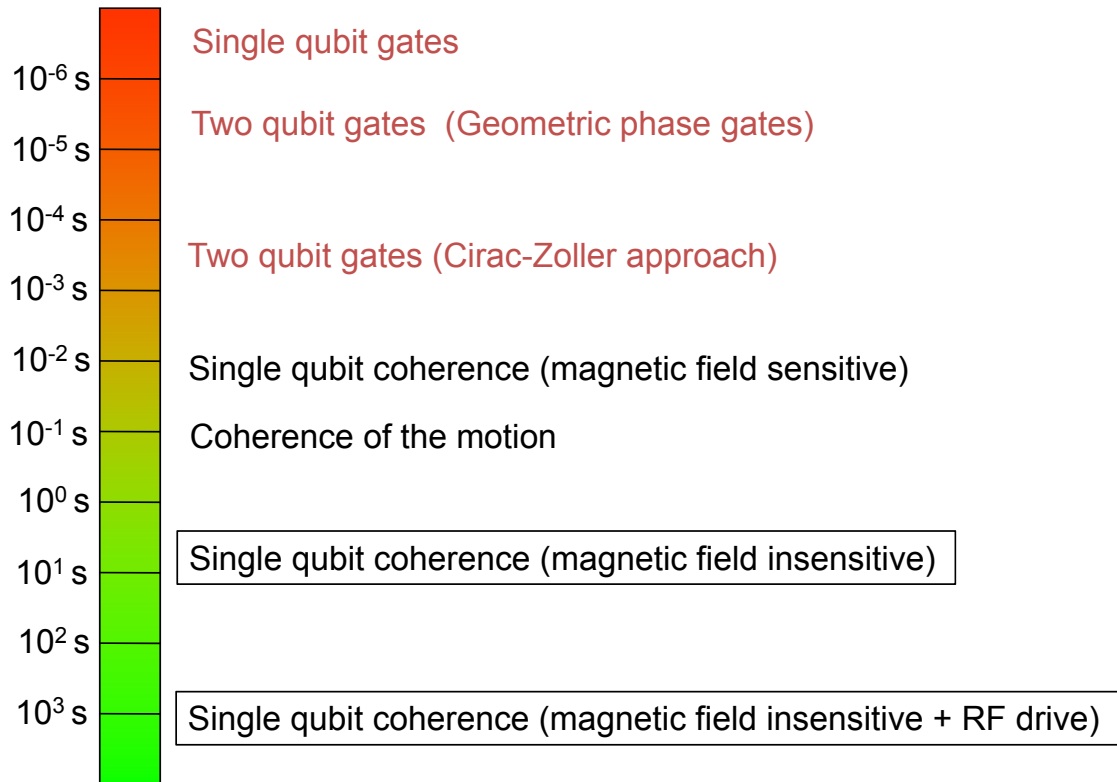 Single qubit gates
10⁻⁶ s
Two qubit gates  (Geometric phase gates)
10⁻⁵ s
10⁻⁴ s
Two qubit gates (Cirac-Zoller approach)
10⁻³ s
10⁻² s Single qubit coherence (magnetic field sensitive)
10⁻¹ s Coherence of the motion
10⁰ s
10¹ s Single qubit coherence (magnetic field insensitive)
10² s
10³ s Single qubit coherence (magnetic field insensitive + RF drive)